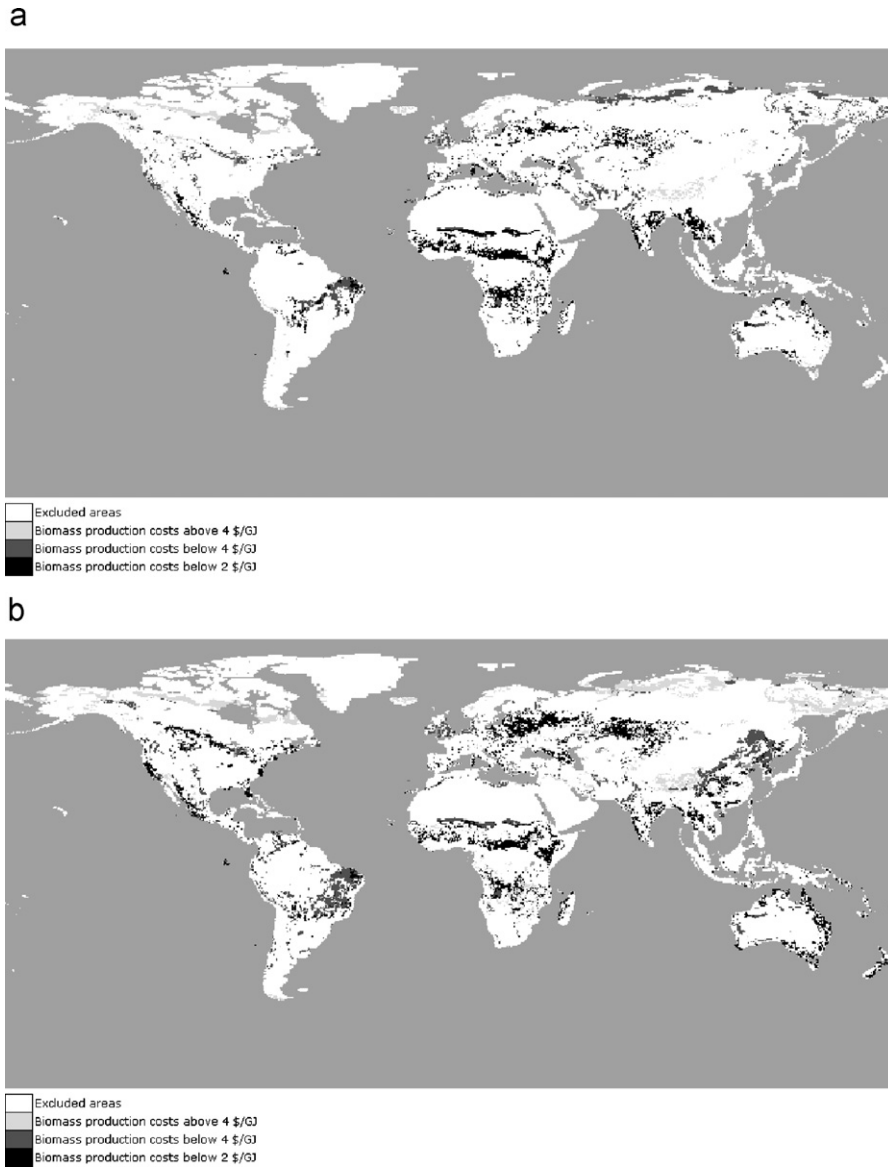 a
Excluded areas
Biomass production costs above 4 $/GJ
Biomass production costs below 4 $/GJ
Biomass production costs below 2 $/GJ
b
Excluded areas
Biomass production costs above 4 $/GJ
Biomass production costs below 4 $/GJ
Biomass production costs below 2 $/GJ